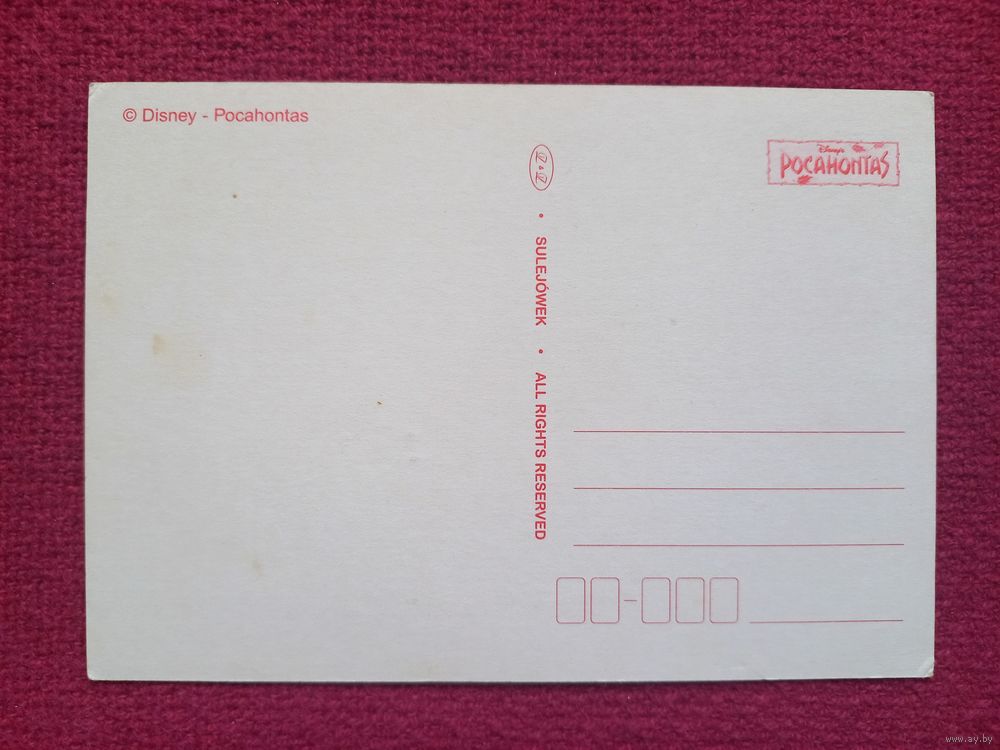 © Disney - Pocahontas
Disney's
POCAHONTAS
• SULEJÓWEK • ALL RIGHTS RESERVED
www.ay.by